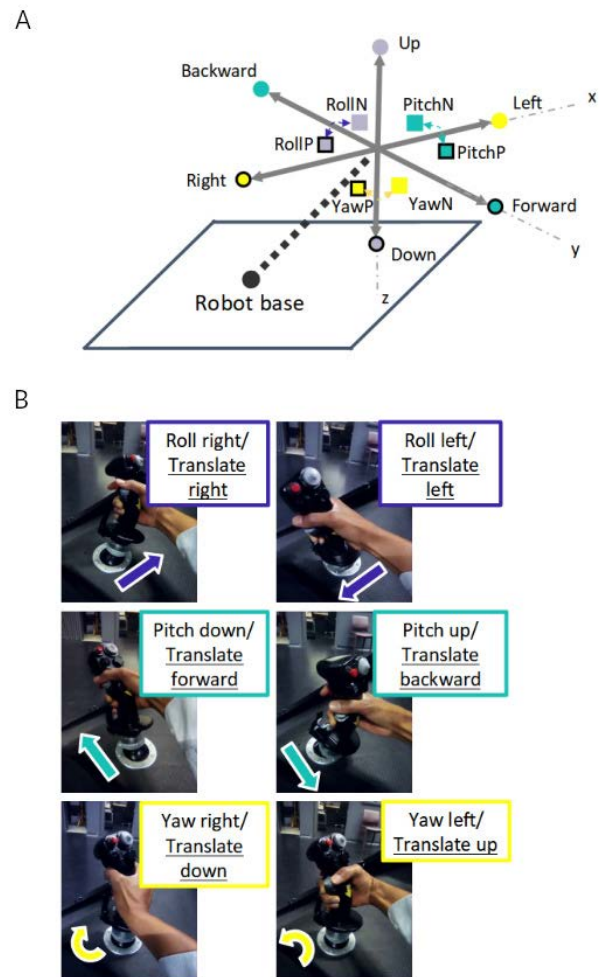 A
Up
Backward
RollN
PitchN
Left
x
RollP
PitchP
Right
YawP
YawN
Forward
Down
y
Robot base
z
B
Roll right/
Translate
right
Roll left/
Translate
left
Pitch down/
Translate
forward
Pitch up/
Translate
backward
Yaw right/
Translate
down
Yaw left/
Translate up